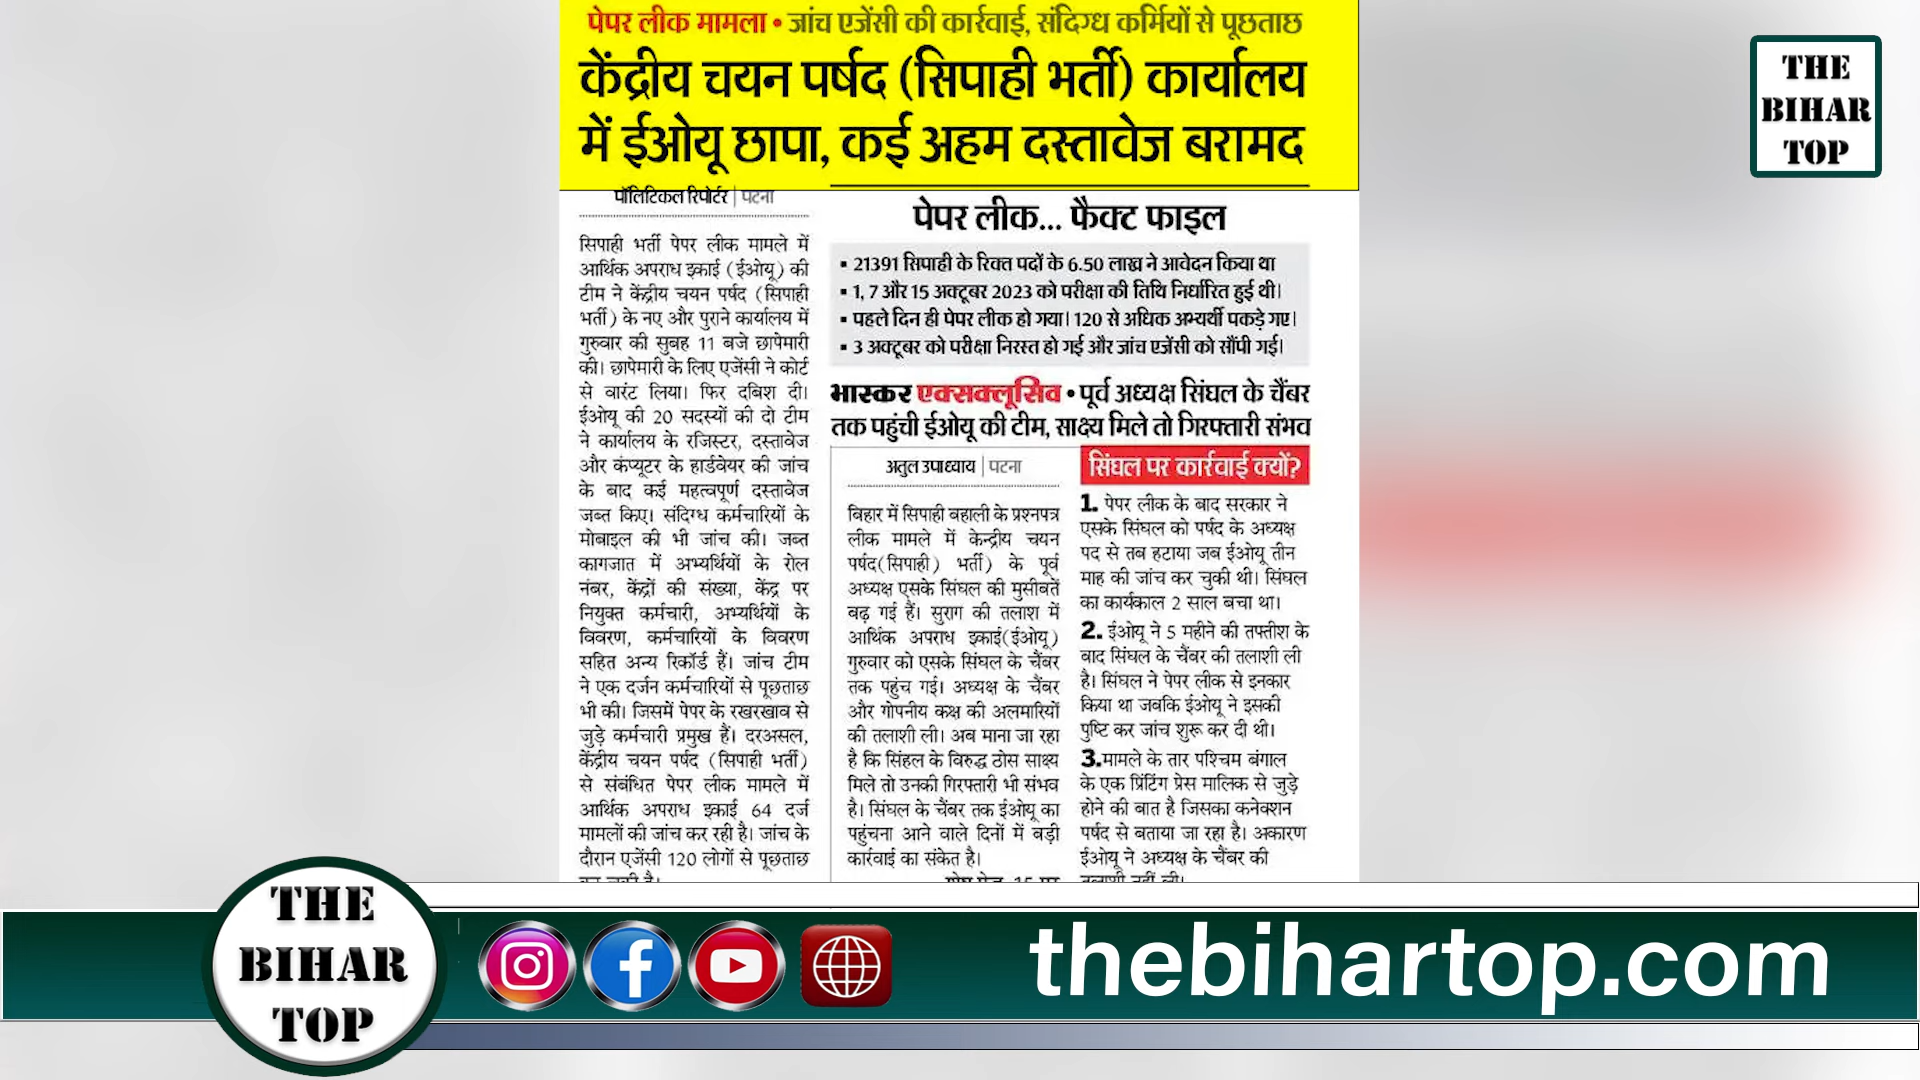 पेपर लीक मामला • जांच एजेंसी की कार्रवाई, संदिग्ध कर्मियों से पूछताछ
केंद्रीय चयन पर्षद (सिपाही भर्ती) कार्यालय
में ईओयू छापा, कई अहम दस्तावेज बरामद
THE
BIHAR
TOP
पॉलिटिकल रिपोर्टर | पटना
सिपाही भर्ती पेपर लीक मामले में
आर्थिक अपराध इकाई (ईओयू) की
टीम ने केंद्रीय चयन पर्षद (सिपाही
भर्ती) के नए और पुराने कार्यालय में
गुरुवार की सुबह 11 बजे छापेमारी
की। छापेमारी के लिए एजेंसी ने कोर्ट
से वारंट लिया। फिर दबिश दी।
ईओयू की 20 सदस्यों की दो टीम
ने कार्यालय के रजिस्टर, दस्तावेज
और कंप्यूटर के हार्डवेयर की जांच
के बाद कई महत्वपूर्ण दस्तावेज
जब्त किए। संदिग्ध कर्मचारियों के
मोबाइल की भी जांच की। जब्त
कागजात में अभ्यर्थियों के रोल
नंबर, केंद्रों की संख्या, केंद्र पर
नियुक्त कर्मचारी, अभ्यर्थियों के
विवरण, कर्मचारियों के विवरण
सहित अन्य रिकॉर्ड हैं। जांच टीम
ने एक दर्जन कर्मचारियों से पूछताछ
भी की। जिसमें पेपर के रखरखाव से
जुड़े कर्मचारी प्रमुख हैं। दरअसल,
केंद्रीय चयन पर्षद (सिपाही भर्ती)
से संबंधित पेपर लीक मामले में
आर्थिक अपराध इकाई 64 दर्ज
मामलों की जांच कर रही है। जांच के
दौरान एजेंसी 120 लोगों से पूछताछ
पेपर लीक... फैक्ट फाइल
▪ 21391 सिपाही के रिक्त पदों के 6.50 लाख ने आवेदन किया था
▪ 1, 7 और 15 अक्टूबर 2023 को परीक्षा की तिथि निर्धारित हुई थी।
▪ पहले दिन ही पेपर लीक हो गया। 120 से अधिक अभ्यर्थी पकड़े गए।
▪ 3 अक्टूबर को परीक्षा निरस्त हो गई और जांच एजेंसी को सौंपी गई।
भास्कर एक्सक्लूसिव • पूर्व अध्यक्ष सिंघल के चैंबर
तक पहुंची ईओयू की टीम, साक्ष्य मिले तो गिरफ्तारी संभव
अतुल उपाध्याय | पटना
बिहार में सिपाही बहाली के प्रश्नपत्र
लीक मामले में केन्द्रीय चयन
पर्षद(सिपाही) भर्ती) के पूर्व
अध्यक्ष एसके सिंघल की मुसीबतें
बढ़ गई हैं। सुराग की तलाश में
आर्थिक अपराध इकाई(ईओयू)
गुरुवार को एसके सिंघल के चैंबर
तक पहुंच गई। अध्यक्ष के चैंबर
और गोपनीय कक्ष की अलमारियों
की तलाशी ली। अब माना जा रहा
है कि सिंहल के विरुद्ध ठोस साक्ष्य
मिले तो उनकी गिरफ्तारी भी संभव
है। सिंघल के चैंबर तक ईओयू का
पहुंचना आने वाले दिनों में बड़ी
कार्रवाई का संकेत है।
सिंघल पर कार्रवाई क्यों?
1. पेपर लीक के बाद सरकार ने
एसके सिंघल को पर्षद के अध्यक्ष
पद से तब हटाया जब ईओयू तीन
माह की जांच कर चुकी थी। सिंघल
का कार्यकाल 2 साल बचा था।
2. ईओयू ने 5 महीने की तफ्तीश के
बाद सिंघल के चैंबर की तलाशी ली
है। सिंघल ने पेपर लीक से इनकार
किया था जबकि ईओयू ने इसकी
पुष्टि कर जांच शुरू कर दी थी।
3.मामले के तार पश्चिम बंगाल
के एक प्रिंटिंग प्रेस मालिक से जुड़े
होने की बात है जिसका कनेक्शन
पर्षद से बताया जा रहा है। अकारण
ईओयू ने अध्यक्ष के चैंबर की
THE
BIHAR
TOP
thebihartop.com